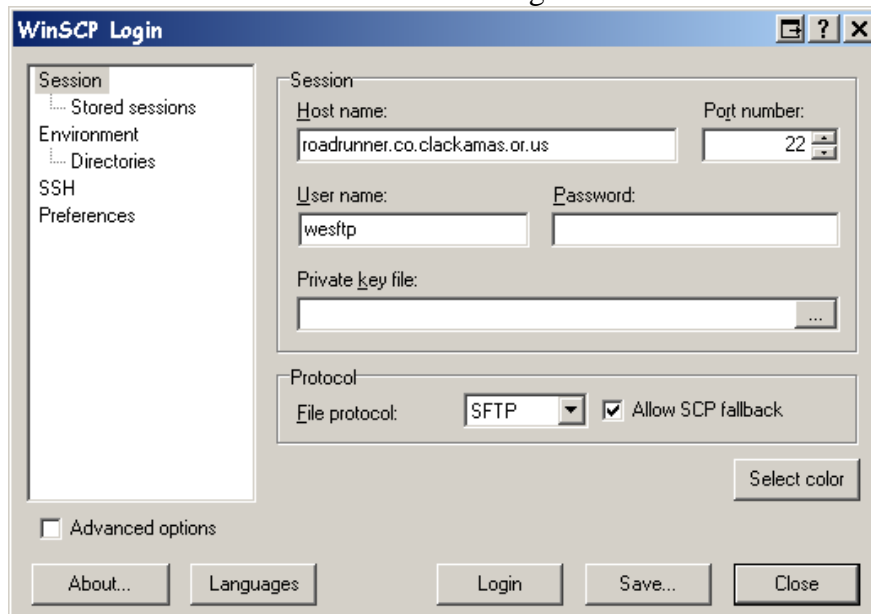 WinSCP Login
Session
Stored sessions
Environment
Directories
SSH
Preferences
Session
Host name: Port number:
roadrunner.co.clackamas.or.us 22
User name: Password:
wesftp
Private key file:
...
Protocol
File protocol: SFTP Allow SCP fallback
Select color
Advanced options
About... Languages Login Save... Close